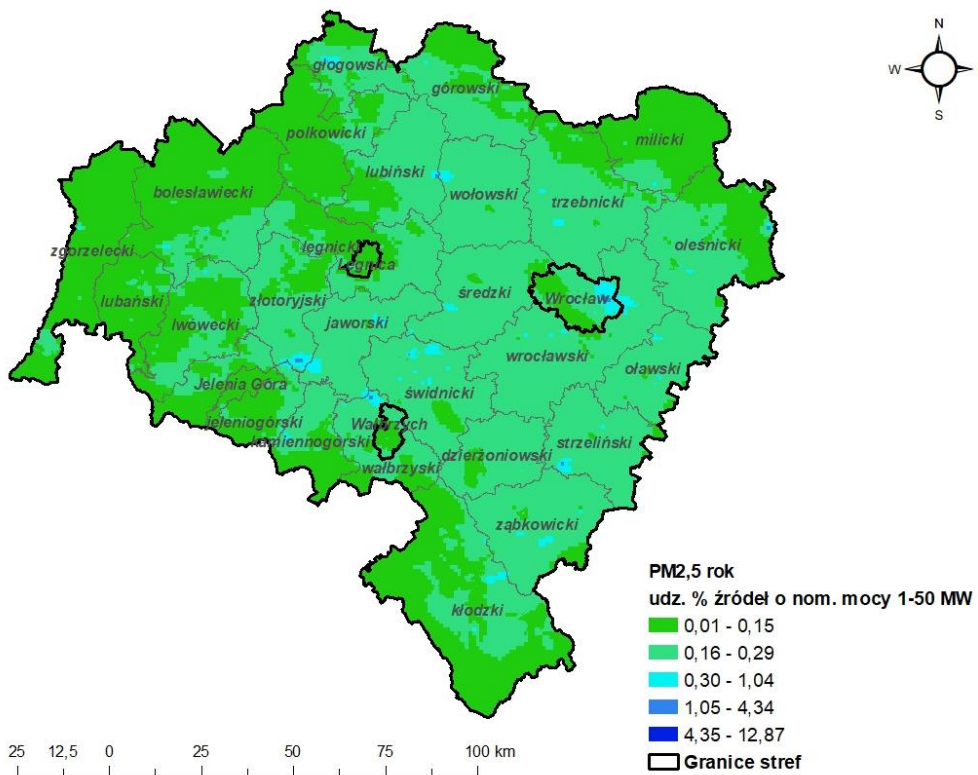 N
W
S
głogowski
górowski
milicki
polkowicki
lubiński
bolesławiecki
wołowski
trzebnicki
oleśnicki
zgorzelecki
legnicki
Legnica
lubański
złotoryjski
średzki
Wrocław
lwówecki
jaworski
wrocławski
oławski
Jelenia Góra
świdnicki
jeleniogórski
Wałbrzych
kamiennogórski
strzeliński
dzierżoniowski
wałbrzyski
ząbkowicki
kłodzki
PM2,5 rok
udz. % źródeł o nom. mocy 1-50 MW
0,01 - 0,15
0,16 - 0,29
0,30 - 1,04
1,05 - 4,34
4,35 - 12,87
Granice stref
25 12,5 0 25 50 75 100 km